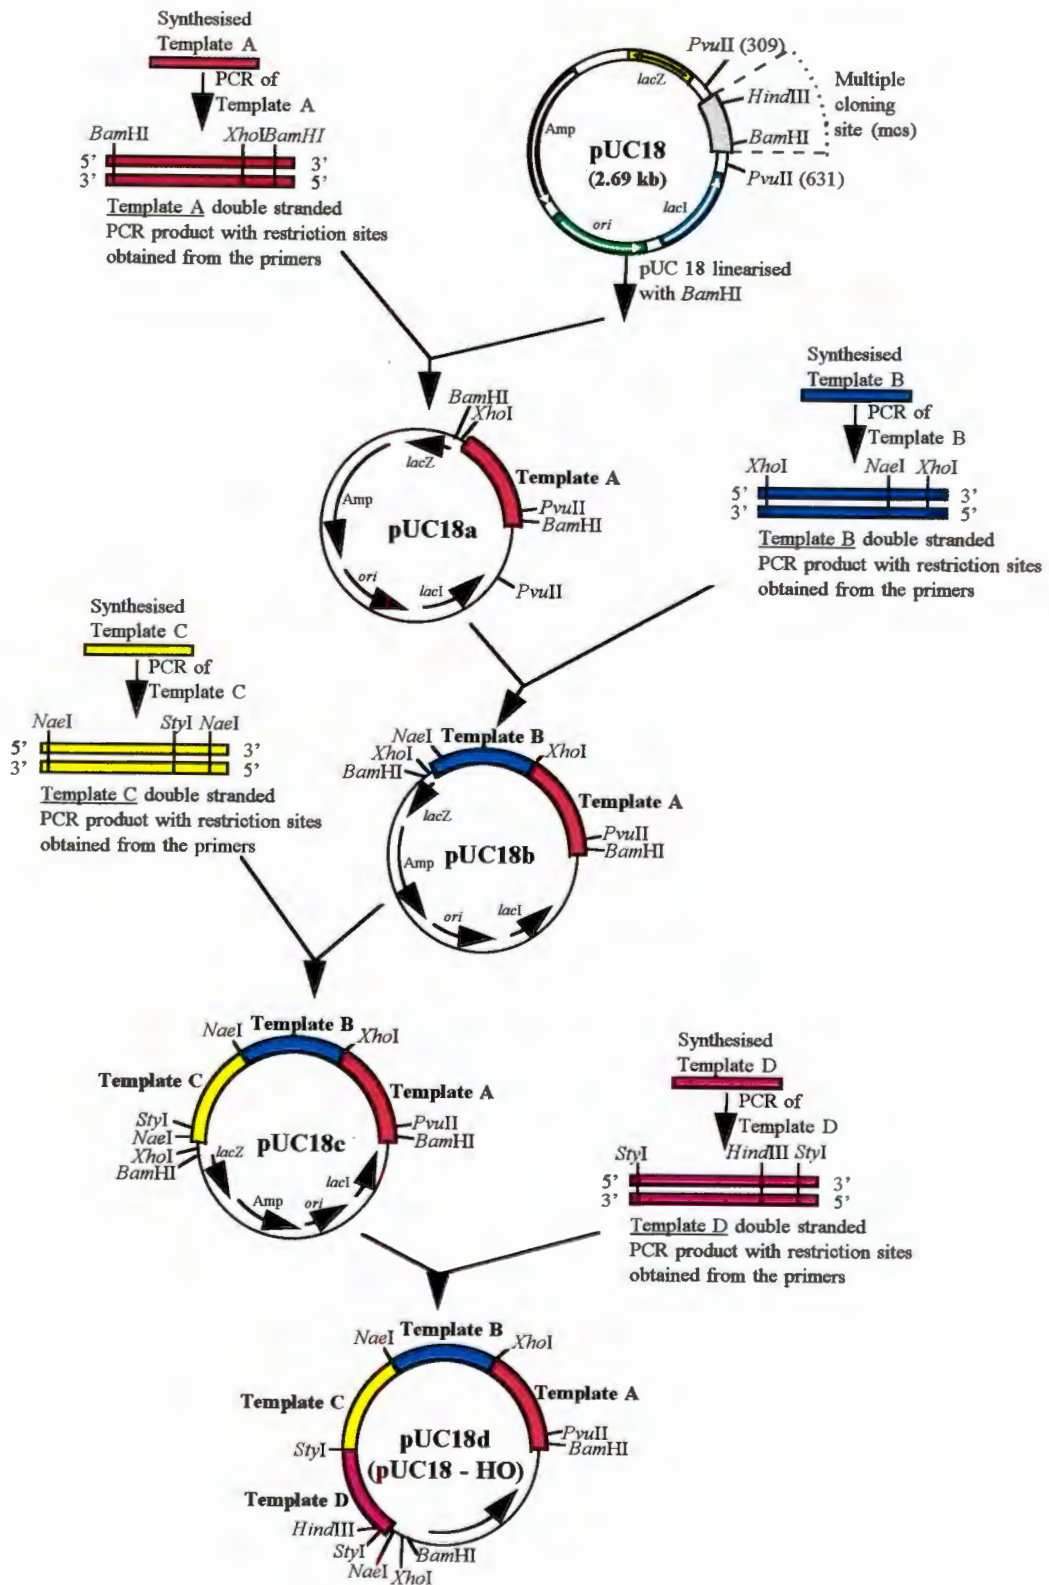 Synthesised
Template A
PCR of
Template A
BamHI XhoI BamHI
5' 3'
3' 5'
Template A double stranded
PCR product with restriction sites
obtained from the primers
PvuII (309)
lacZ
HindIII
BamHI
Multiple
cloning
site (mcs)
Amp
pUC18
(2.69 kb)
PvuII (631)
lacI
ori
pUC 18 linearised
with BamHI
BamHI
XhoI
lacZ
Template A
Amp
PvuII
BamHI
pUC18a
ori
lacI
PvuII
Synthesised
Template B
PCR of
Template B
XhoI NaeI XhoI
5' 3'
3' 5'
Template B double stranded
PCR product with restriction sites
obtained from the primers
Synthesised
Template C
PCR of
Template C
NaeI StyI NaeI
5' 3'
3' 5'
Template C double stranded
PCR product with restriction sites
obtained from the primers
NaeI Template B
XhoI XhoI
BamHI
Template A
lacZ
PvuII
BamHI
Amp
pUC18b
ori
lacI
NaeI Template B XhoI
Template C
Template A
StyI
NaeI
XhoI
BamHI
PvuII
BamHI
lacZ
pUC18c
lacI
Amp
ori
Synthesised
Template D
PCR of
Template D
StyI HindIII StyI
5' 3'
3' 5'
Template D double stranded
PCR product with restriction sites
obtained from the primers
NaeI Template B XhoI
Template C
Template A
PvuII
BamHI
StyI
pUC18d
(pUC18 - HO)
Template D
HindIII
StyI
NaeI
XhoI
BamHI